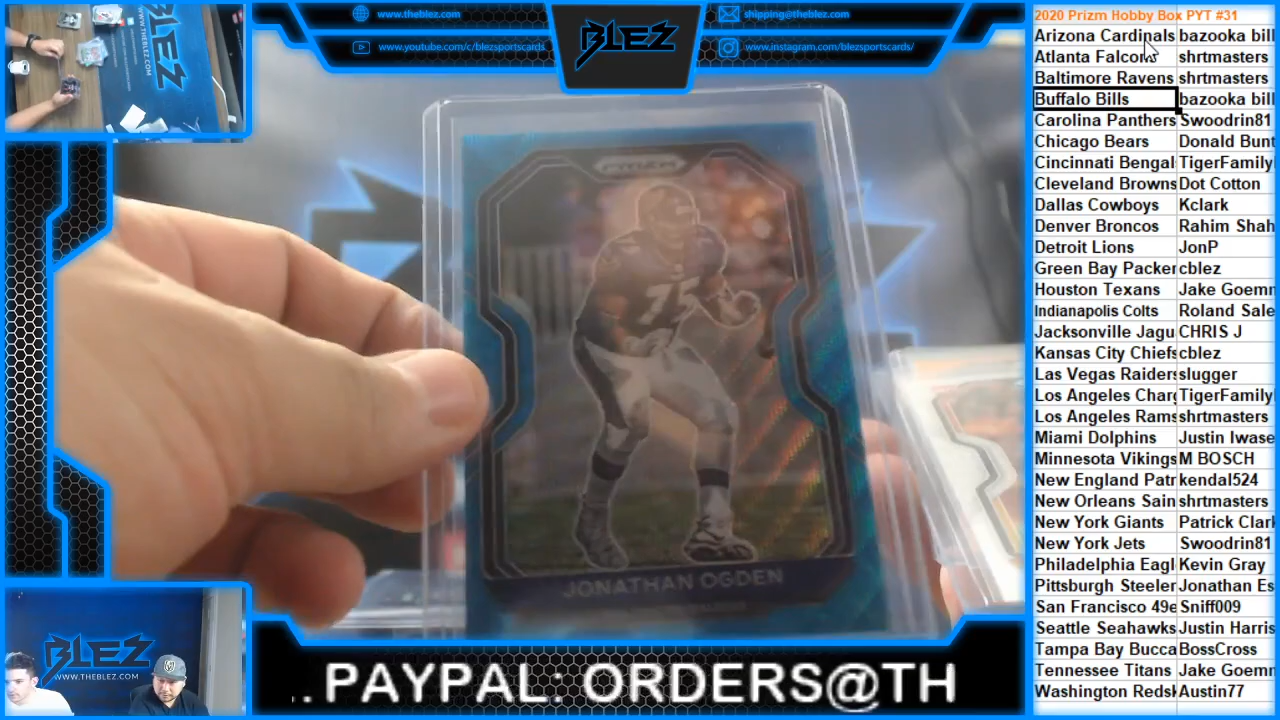 www.theblez.com
www.youtube.com/c/blezsportscards
BLEZ
shipping@theblez.com
www.instagram.com/blezsportscards/
PRIZM
75
JONATHAN OGDEN
BLEZ
WWW.THEBLEZ.COM
.. PAYPAL: ORDERS@TH
2020 Prizm Hobby Box PYT #31
Arizona Cardinals bazooka bill
Atlanta Falcon shrtmasters
Baltimore Ravens shrtmasters
Buffalo Bills bazooka bill
Carolina Panthers Swoodrin81
Chicago Bears Donald Bunt
Cincinnati Bengal TigerFamily
Cleveland Browns Dot Cotton
Dallas Cowboys Kclark
Denver Broncos Rahim Shah
Detroit Lions JonP
Green Bay Packer cblez
Houston Texans Jake Goemn
Indianapolis Colts Roland Sale
Jacksonville Jagu CHRIS J
Kansas City Chiefs cblez
Las Vegas Raiders slugger
Los Angeles Charg TigerFamily
Los Angeles Rams shrtmasters
Miami Dolphins Justin Iwase
Minnesota Vikings M BOSCH
New England Patr kendal524
New Orleans Sain shrtmasters
New York Giants Patrick Clark
New York Jets Swoodrin81
Philadelphia Eagl Kevin Gray
Pittsburgh Steeler Jonathan Es
San Francisco 49e Sniff009
Seattle Seahawks Justin Harris
Tampa Bay Bucca BossCross
Tennessee Titans Jake Goemn
Washington Redsk Austin77